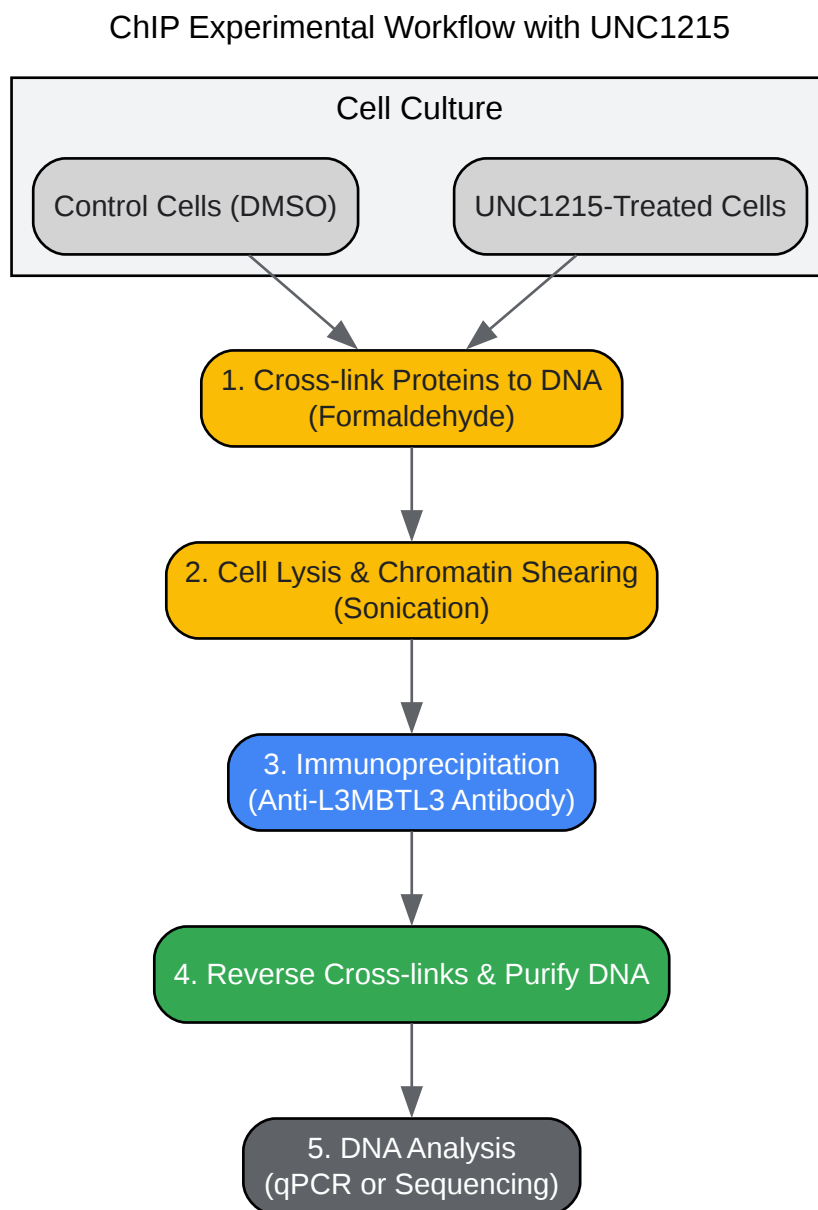 ChIP Experimental Workflow with UNC1215
Cell Culture
Control Cells (DMSO)
UNC1215-Treated Cells
1. Cross-link Proteins to DNA
(Formaldehyde)
2. Cell Lysis & Chromatin Shearing
(Sonication)
3. Immunoprecipitation
(Anti-L3MBTL3 Antibody)
4. Reverse Cross-links & Purify DNA
5. DNA Analysis
(qPCR or Sequencing)